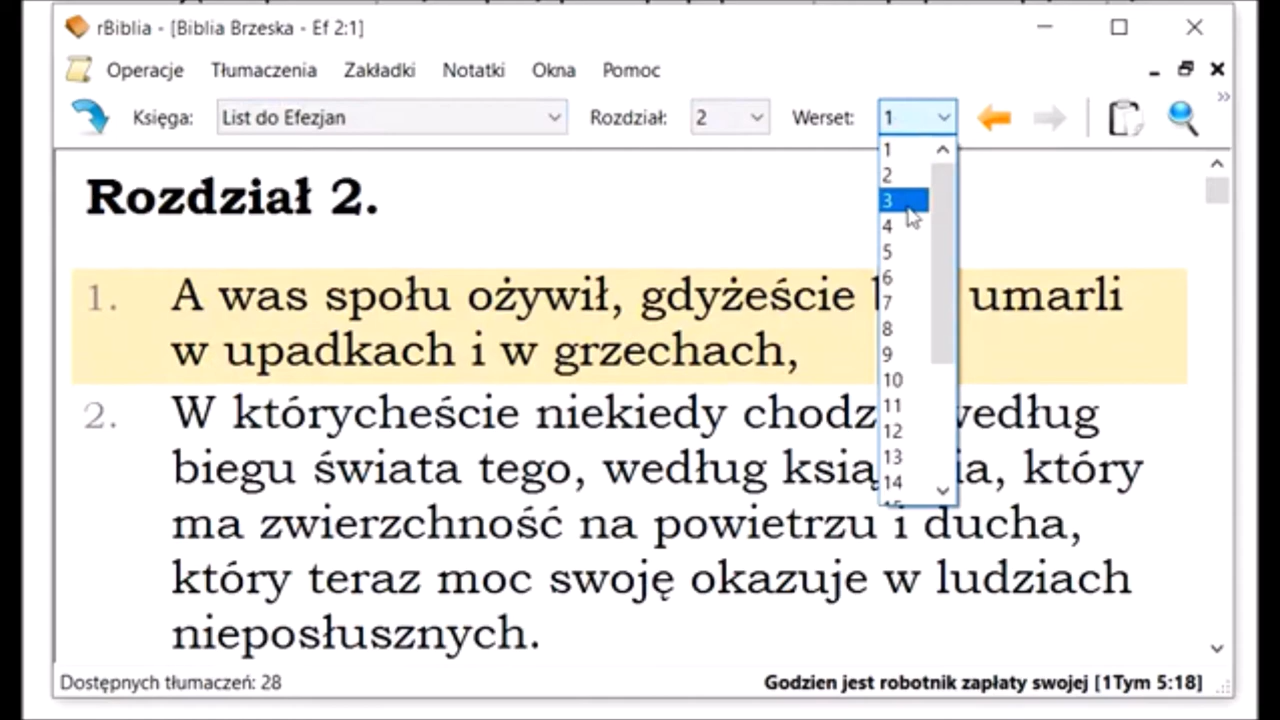 rBiblia - [Biblia Brzeska - Ef 2:1]
Operacje Tłumaczenia Zakładki Notatki Okna Pomoc
Księga: List do Efezjan Rozdział: 2 Werset: 1
1
2
3
4
5
6
7
8
9
10
11
12
13
14
Rozdział 2.
1. A was społu ożywił, gdyżeście umarli
w upadkach i w grzechach,
2. W którycheście niekiedy według
biegu świata tego, według który
ma zwierzchność na powietrzu i ducha,
który teraz moc swoję okazuje w ludziach
nieposłusznych.
Dostępnych tłumaczeń: 28
Godzien jest robotnik zapłaty swojej [1Tym 5:18]